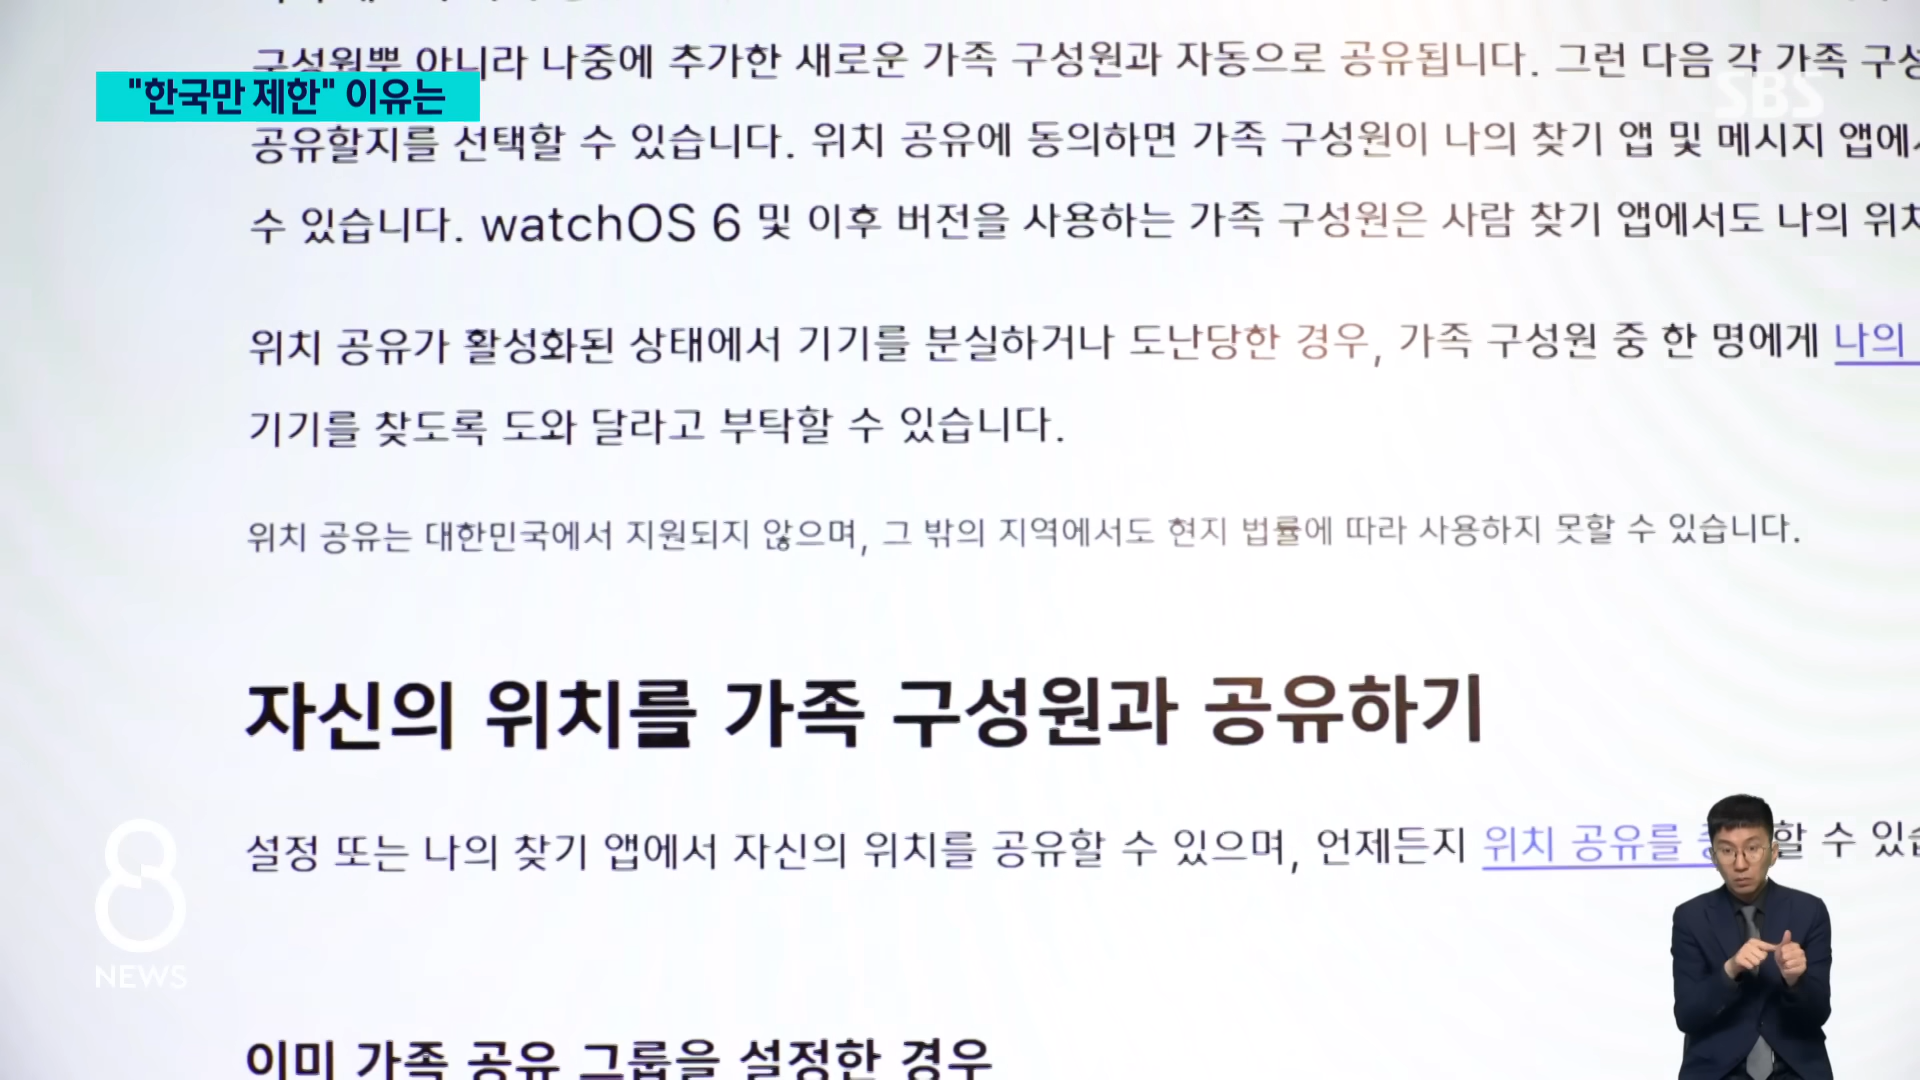 구성원뿐 아니라 나중에 추가한 새로운 가족 구성원과 자동으로 공유됩니다. 그런 다음 각 가족
"한국만 제한" 이유는
SBS
공유할지를 선택할 수 있습니다. 위치 공유에 동의하면 가족 구성원이 나의 찾기 앱 및 메시지 앱에서
수 있습니다. watchOS 6 및 이후 버전을 사용하는 가족 구성원은 사람 찾기 앱에서도 나의 위치
위치 공유가 활성화된 상태에서 기기를 분실하거나 도난당한 경우, 가족 구성원 중 한 명에게 나의
기기를 찾도록 도와 달라고 부탁할 수 있습니다.
위치 공유는 대한민국에서 지원되지 않으며, 그 밖의 지역에서도 현지 법률에 따라 사용하지 못할 수 있습니다.
자신의 위치를 가족 구성원과 공유하기
설정 또는 나의 찾기 앱에서 자신의 위치를 공유할 수 있으며, 언제든지 위치 공유를 할 수
8
NEWS
이미 가족 공유 그룹을 설정한 경우